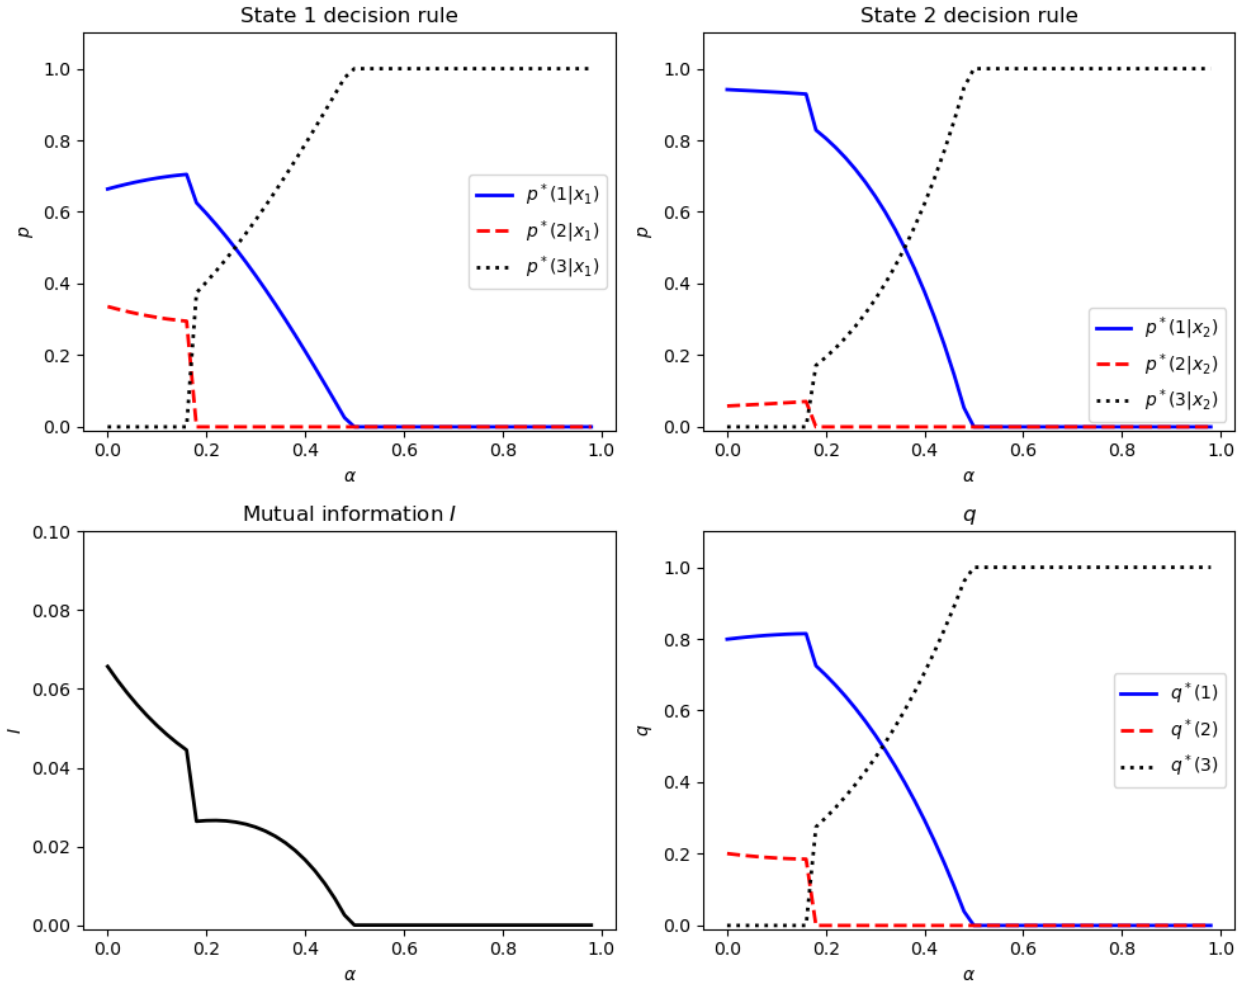 State 1 decision rule
p
1.0
0.8
0.6
0.4
0.2
0.0
p*(1|x₁)
p*(2|x₁)
p*(3|x₁)
0.0 0.2 0.4 0.6 0.8 1.0
α
State 2 decision rule
p
1.0
0.8
0.6
0.4
0.2
0.0
p*(1|x₂)
p*(2|x₂)
p*(3|x₂)
0.0 0.2 0.4 0.6 0.8 1.0
α
Mutual information I
I
0.10
0.08
0.06
0.04
0.02
0.00
0.0 0.2 0.4 0.6 0.8 1.0
α
q
q
1.0
0.8
0.6
0.4
0.2
0.0
q*(1)
q*(2)
q*(3)
0.0 0.2 0.4 0.6 0.8 1.0
α